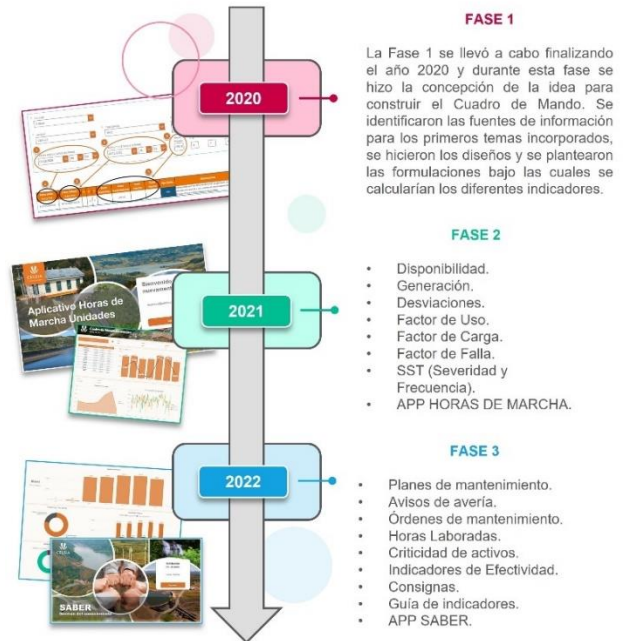 FASE 1
2020
La Fase 1 se llevó a cabo finalizando
el año 2020 y durante esta fase se
hizo la concepción de la idea para
construir el Cuadro de Mando. Se
identificaron las fuentes de información
para los primeros temas incorporados,
se hicieron los diseños y se plantearon
las formulaciones bajo las cuales se
calcularían los diferentes indicadores.
FASE 2
2021
• Disponibilidad.
• Generación.
• Desviaciones.
• Factor de Uso.
• Factor de Carga.
• Factor de Falla.
• SST (Severidad y
Frecuencia).
• APP HORAS DE MARCHA.
Aplicativo Horas de
Marcha Unidades
FASE 3
2022
• Planes de mantenimiento.
• Avisos de avería.
• Órdenes de mantenimiento.
• Horas Laboradas.
• Criticidad de activos.
• Indicadores de Efectividad.
• Consignas.
• Guía de indicadores.
• APP SABER.
SABER